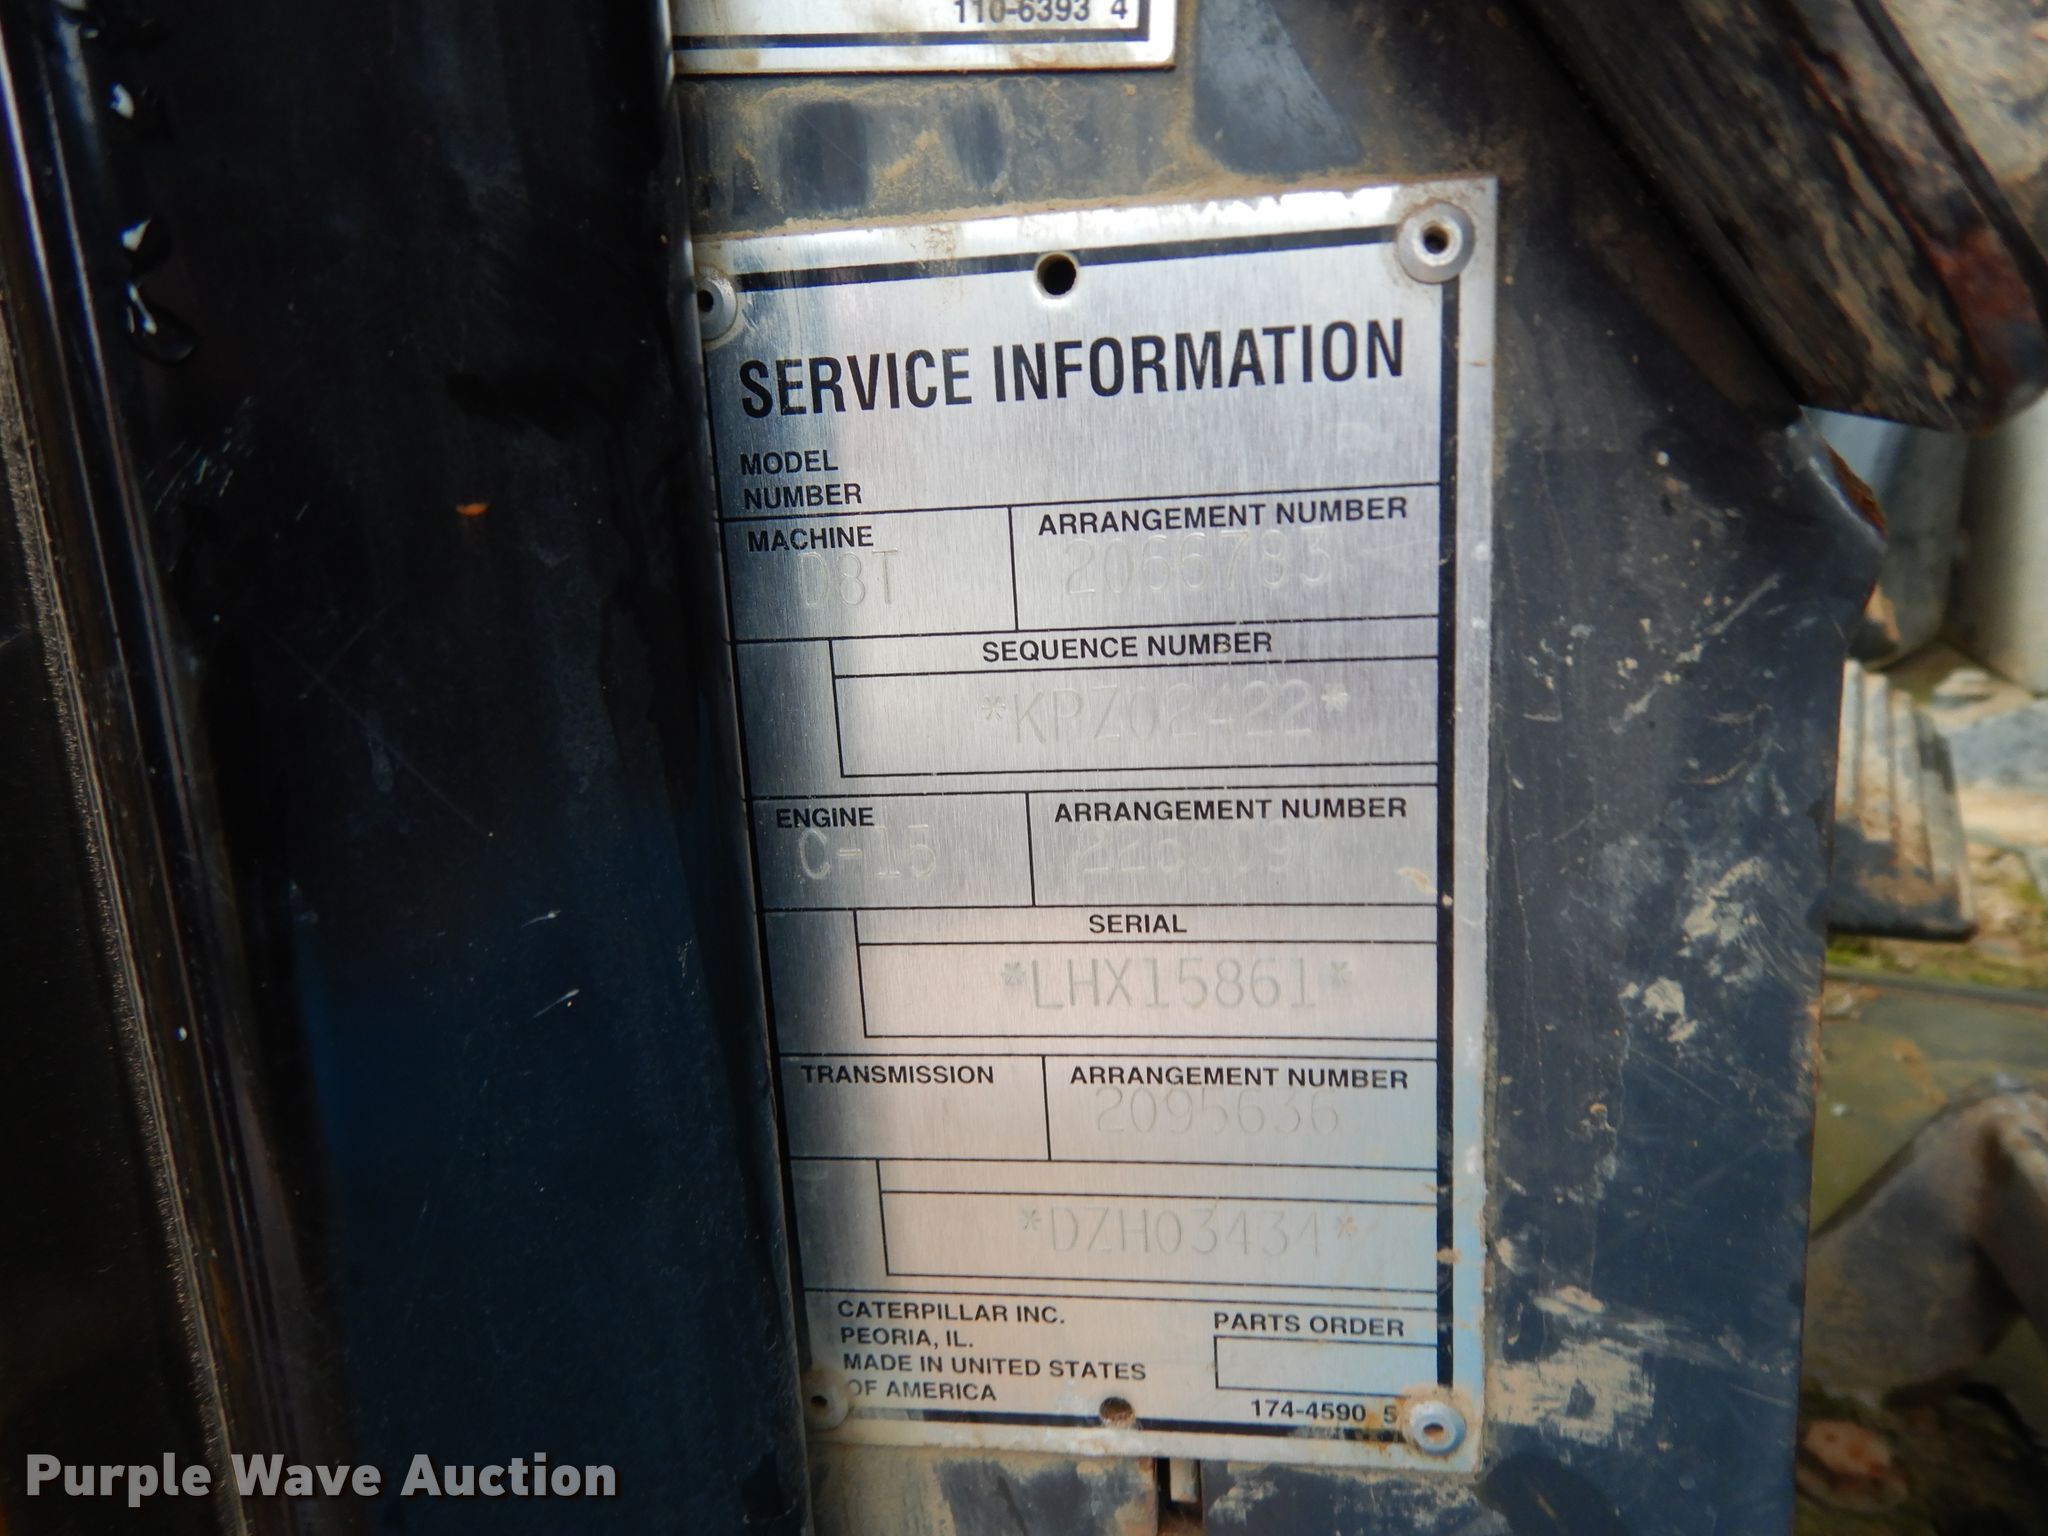 110-6393 4
SERVICE INFORMATION
MODEL
NUMBER
MACHINE
ARRANGEMENT NUMBER
D8T
2066783
SEQUENCE NUMBER
*KPZ02422*
ENGINE
ARRANGEMENT NUMBER
C-15
SERIAL
*LHX15861*
TRANSMISSION
ARRANGEMENT NUMBER
2095636
*DZH03434*
CATERPILLAR INC.
PEORIA, IL.
MADE IN UNITED STATES
OF AMERICA
PARTS ORDER
174-4590 5
Purple Wave Auction